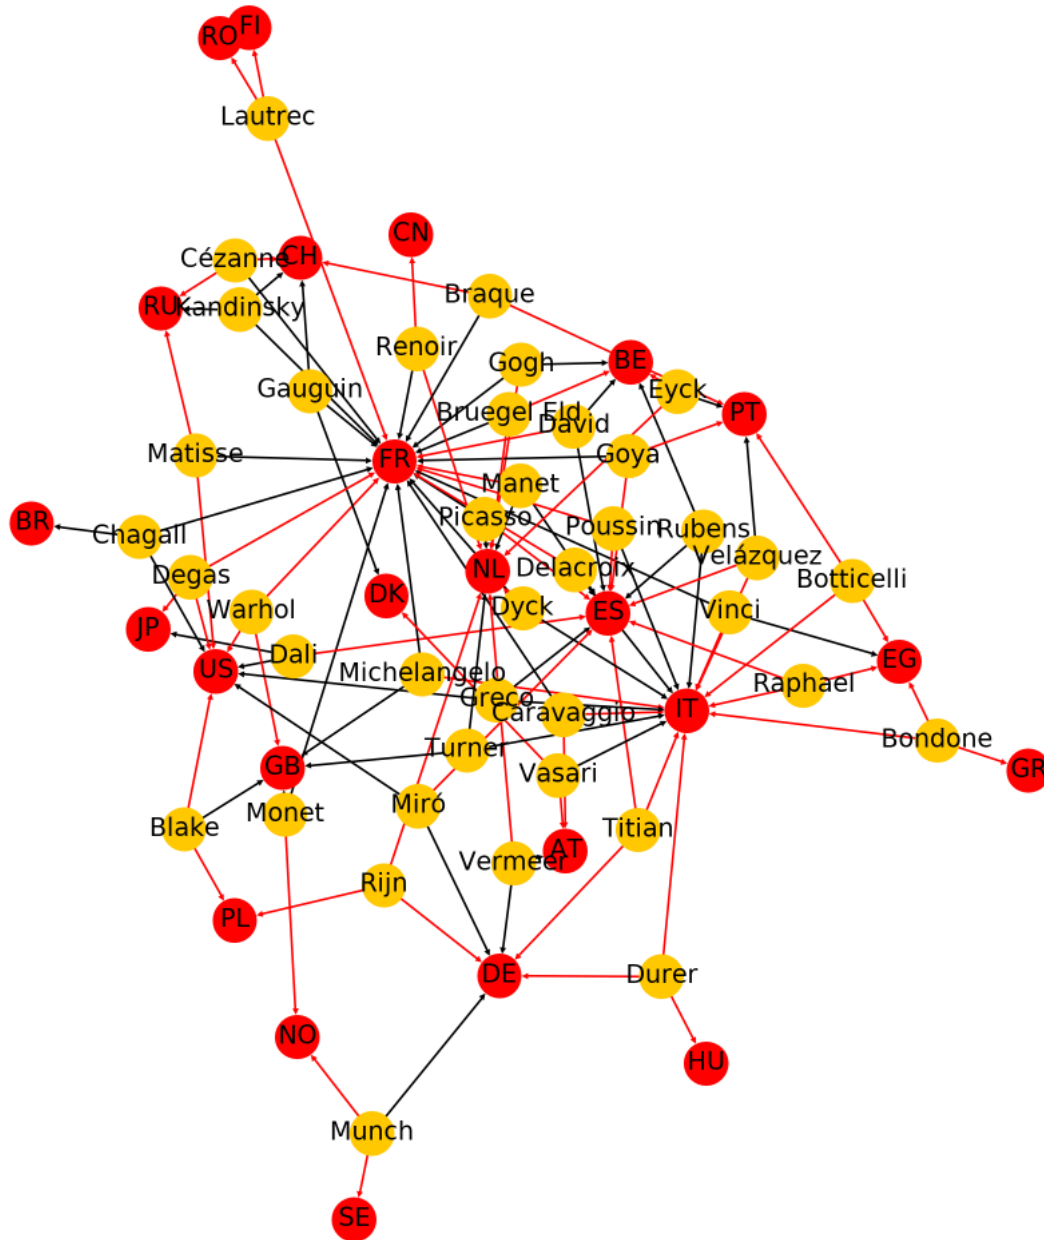 RO
FI
Lautrec
CN
Cézanne
CH
RU
Kandinsky
Braque
Renoir
Gogh
BE
Gauguin
Eyck
Bruegel Eld
David
PT
Matisse
FR
Goya
Manet
BR
Chagall
Picasso
Poussin
Rubens
Velázquez
Degas
NL
Delacroix
Botticelli
JP
Warhol
DK
Dyck
ES
Vinci
Dali
US
Michelangelo
EG
Greco
Caravaggio
IT
Raphael
Bondone
Turner
GB
Vasari
GR
Blake
Monet
Miró
Titian
Vermeer
AT
Rijn
PL
DE
Durer
NO
HU
Munch
SE